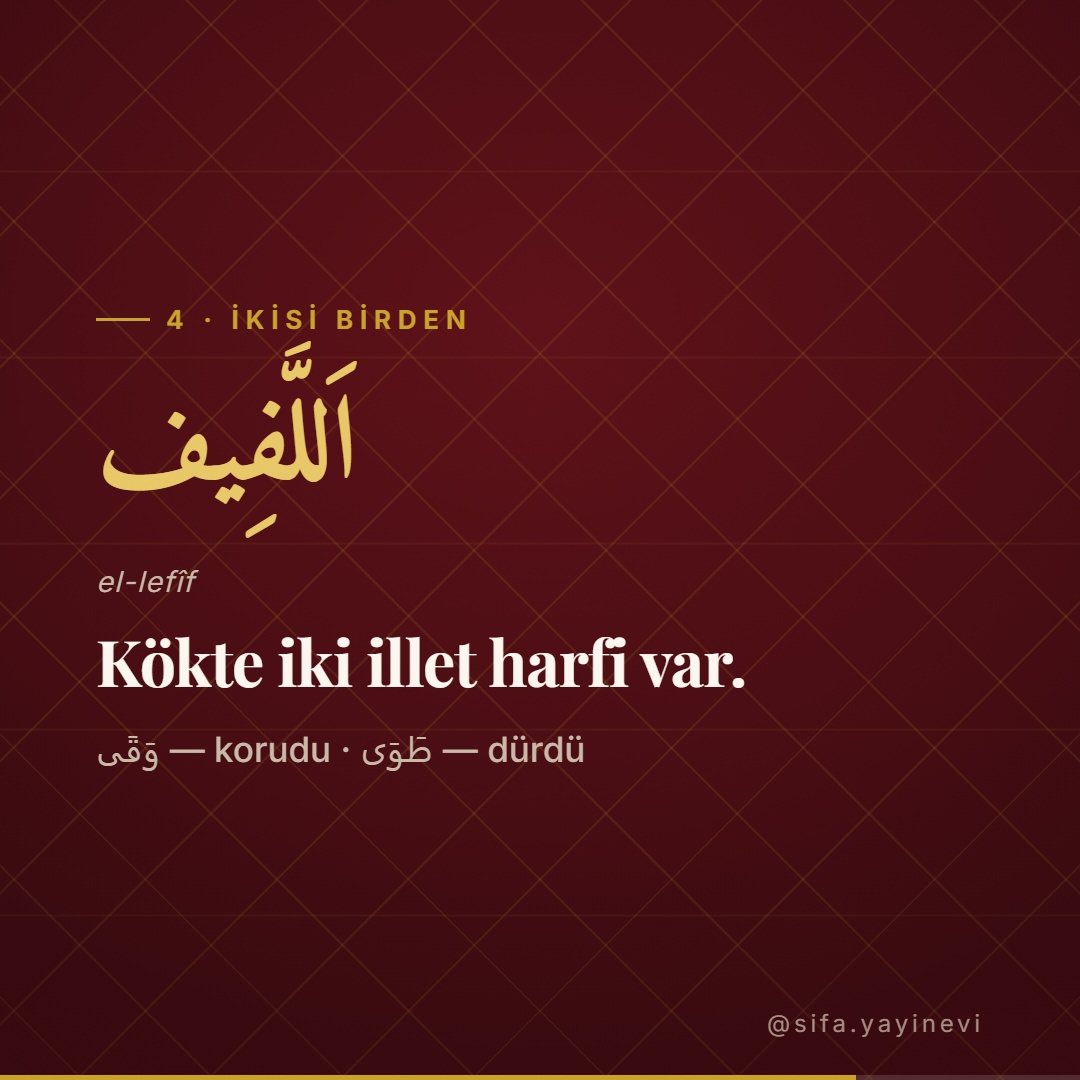 4 · İKİSİ BİRDEN
اَللَّفِيف
el-lefîf
Kökte iki illet harfi var.
وَقَى — korudu · طَوَى — dürdü
@sifa.yayinevi